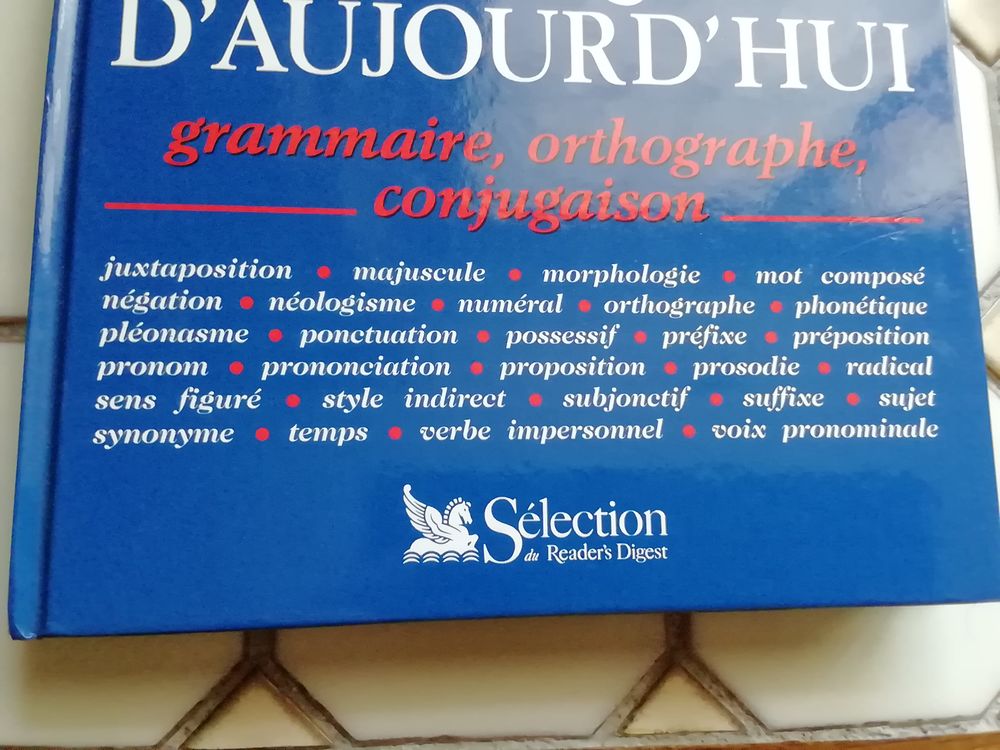 D'AUJOURD'HUI
grammaire, orthographe,
conjugaison
juxtaposition • majuscule • morphologie • mot composé
négation • néologisme • numéral • orthographe • phonétique
pléonasme • ponctuation • possessif • préfixe • préposition
pronom • prononciation • proposition • prosodie • radical
sens figuré • style indirect • subjonctif • suffixe • sujet
synonyme • temps • verbe impersonnel • voix pronominale
Sélection
du Reader's Digest